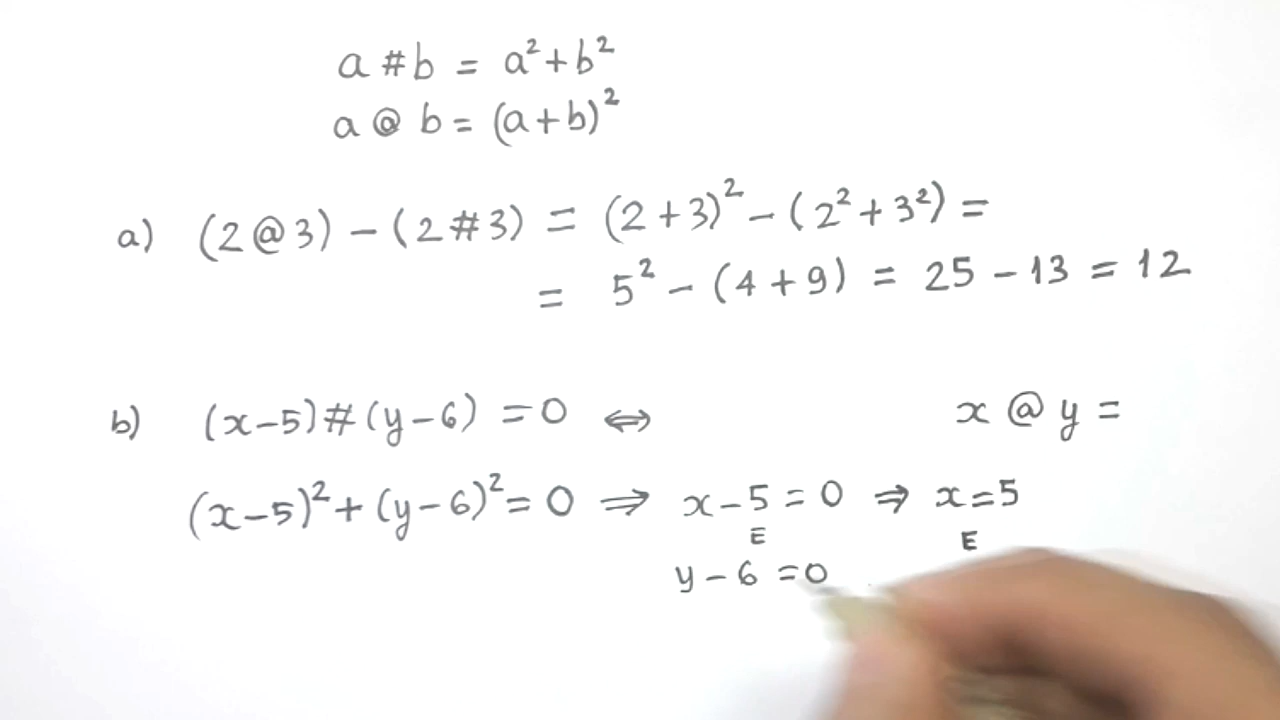 a # b = a² + b²
a @ b = (a + b)²
a) (2 @ 3) − (2 # 3) = (2 + 3)² − (2² + 3²) =
= 5² − (4 + 9) = 25 − 13 = 12
b) (x − 5) # (y − 6) = 0 ⇔ x @ y =
(x − 5)² + (y − 6)² = 0 ⇒ x − 5 = 0 ⇒ x = 5
E E
y − 6 = 0